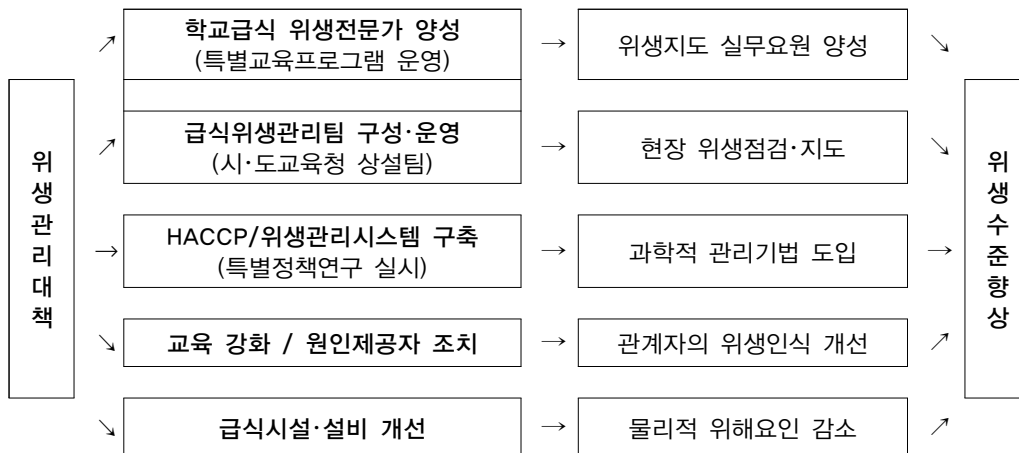 위생관리대책
↗ 학교급식 위생전문가 양성 → 위생지도 실무요원 양성 ↘
(특별교육프로그램 운영)
↗ 급식위생관리팀 구성·운영 → 현장 위생점검·지도 ↘
(시·도교육청 상설팀)
→ HACCP/위생관리시스템 구축 → 과학적 관리기법 도입 →
(특별정책연구 실시)
↘ 교육 강화 / 원인제공자 조치 → 관계자의 위생인식 개선 ↗
↘ 급식시설·설비 개선 → 물리적 위해요인 감소 ↗
위생수준향상